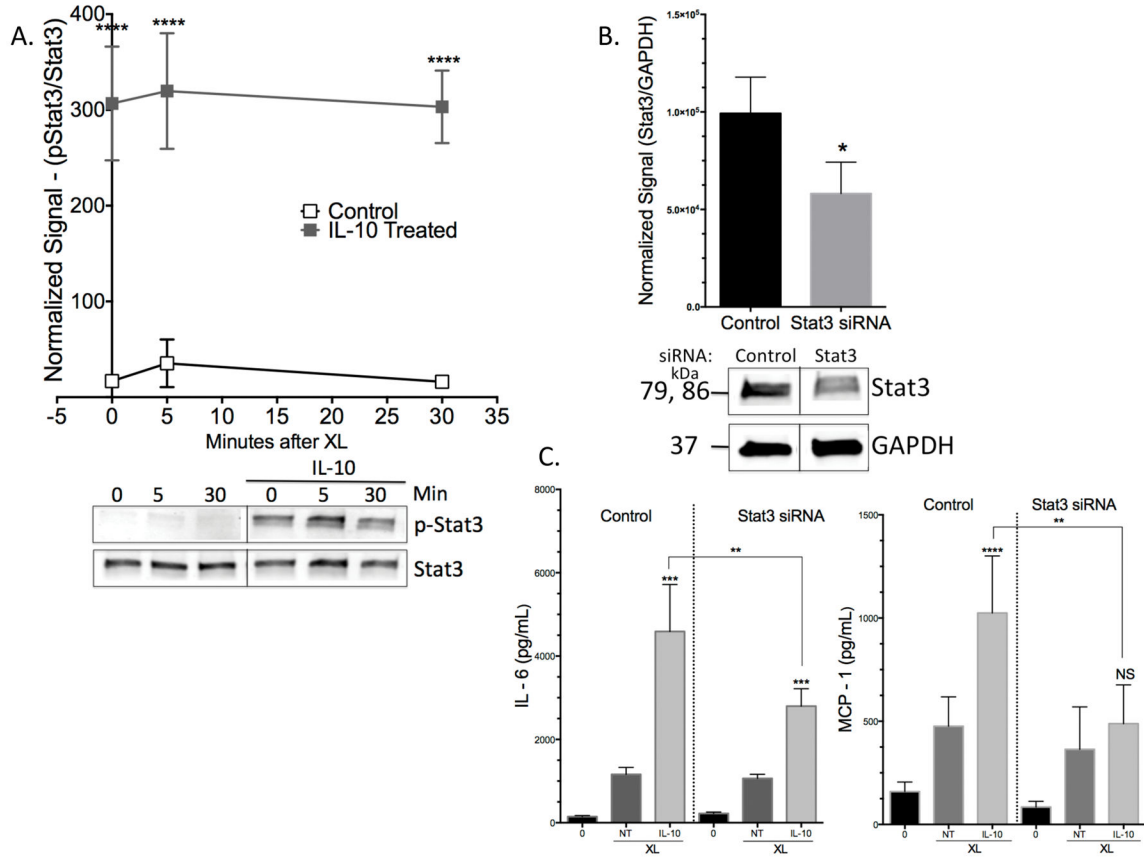 A.
Normalized Signal - (pStat3/Stat3)
400
300
200
100
****
****
****
Control
IL-10 Treated
-5 0 5 10 15 20 25 30 35
Minutes after XL
IL-10
0 5 30 0 5 30 Min
p-Stat3
Stat3
B.
Normalized Signal (Stat3/GAPDH)
1.5×10⁵
1.0×10⁵
5.0×10⁴
0.0
*
Control Stat3 siRNA
siRNA: Control Stat3
kDa
79, 86 Stat3
37 GAPDH
C.
IL - 6 (pg/mL)
8000
6000
4000
2000
0
Control Stat3 siRNA
**
***
***
0 NT IL-10 0 NT IL-10
XL XL
MCP - 1 (pg/mL)
1500
1000
500
0
Control Stat3 siRNA
**
****
NS
0 NT IL-10 0 NT IL-10
XL XL